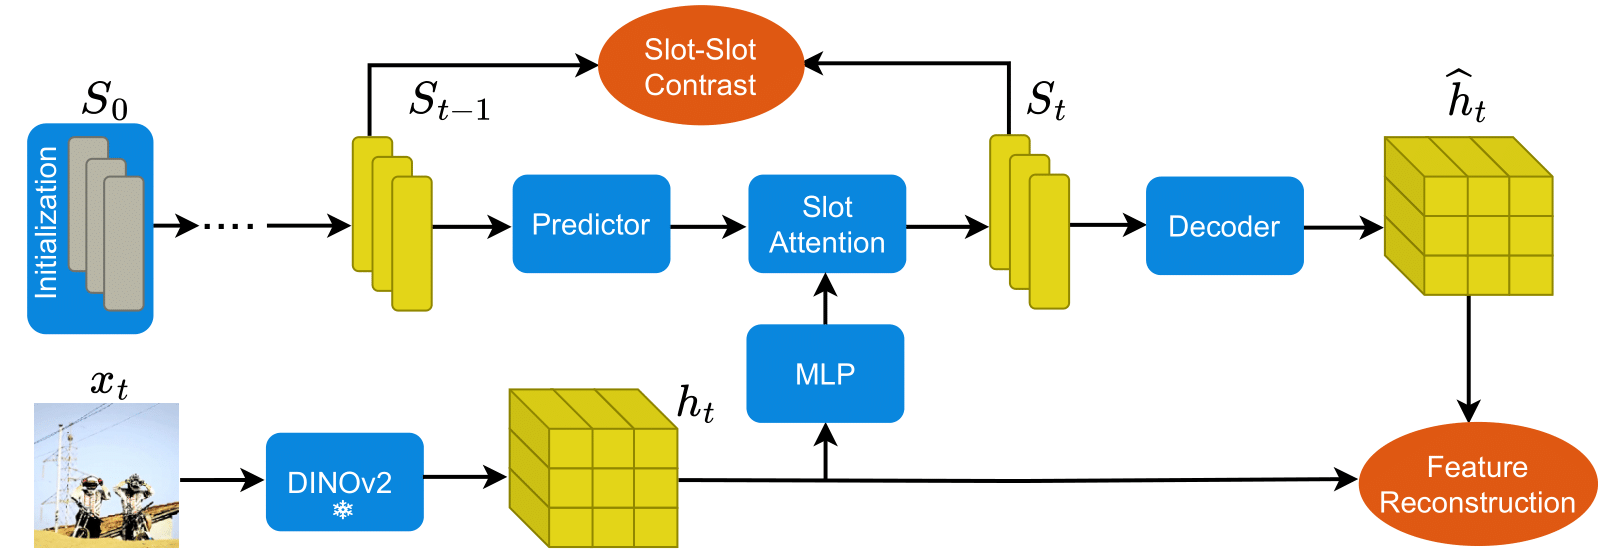 Slot-Slot
Contrast
S_0
S_{t-1}
S_t
\hat{h}_t
Initialization
....
Predictor
Slot
Attention
Decoder
MLP
x_t
h_t
DINOv2
Feature
Reconstruction